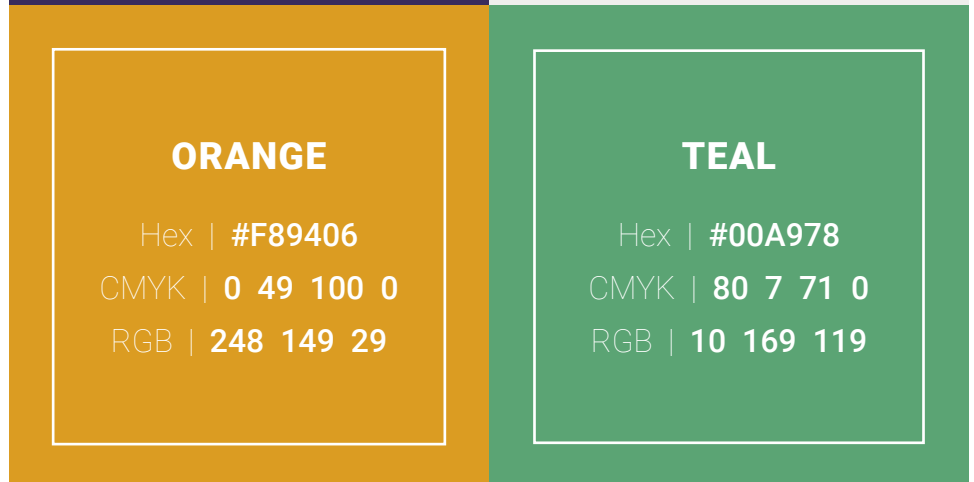 ORANGE
Hex | #F89406
CMYK | 0 49 100 0
RGB | 248 149 29
TEAL
Hex | #00A978
CMYK | 80 7 71 0
RGB | 10 169 119